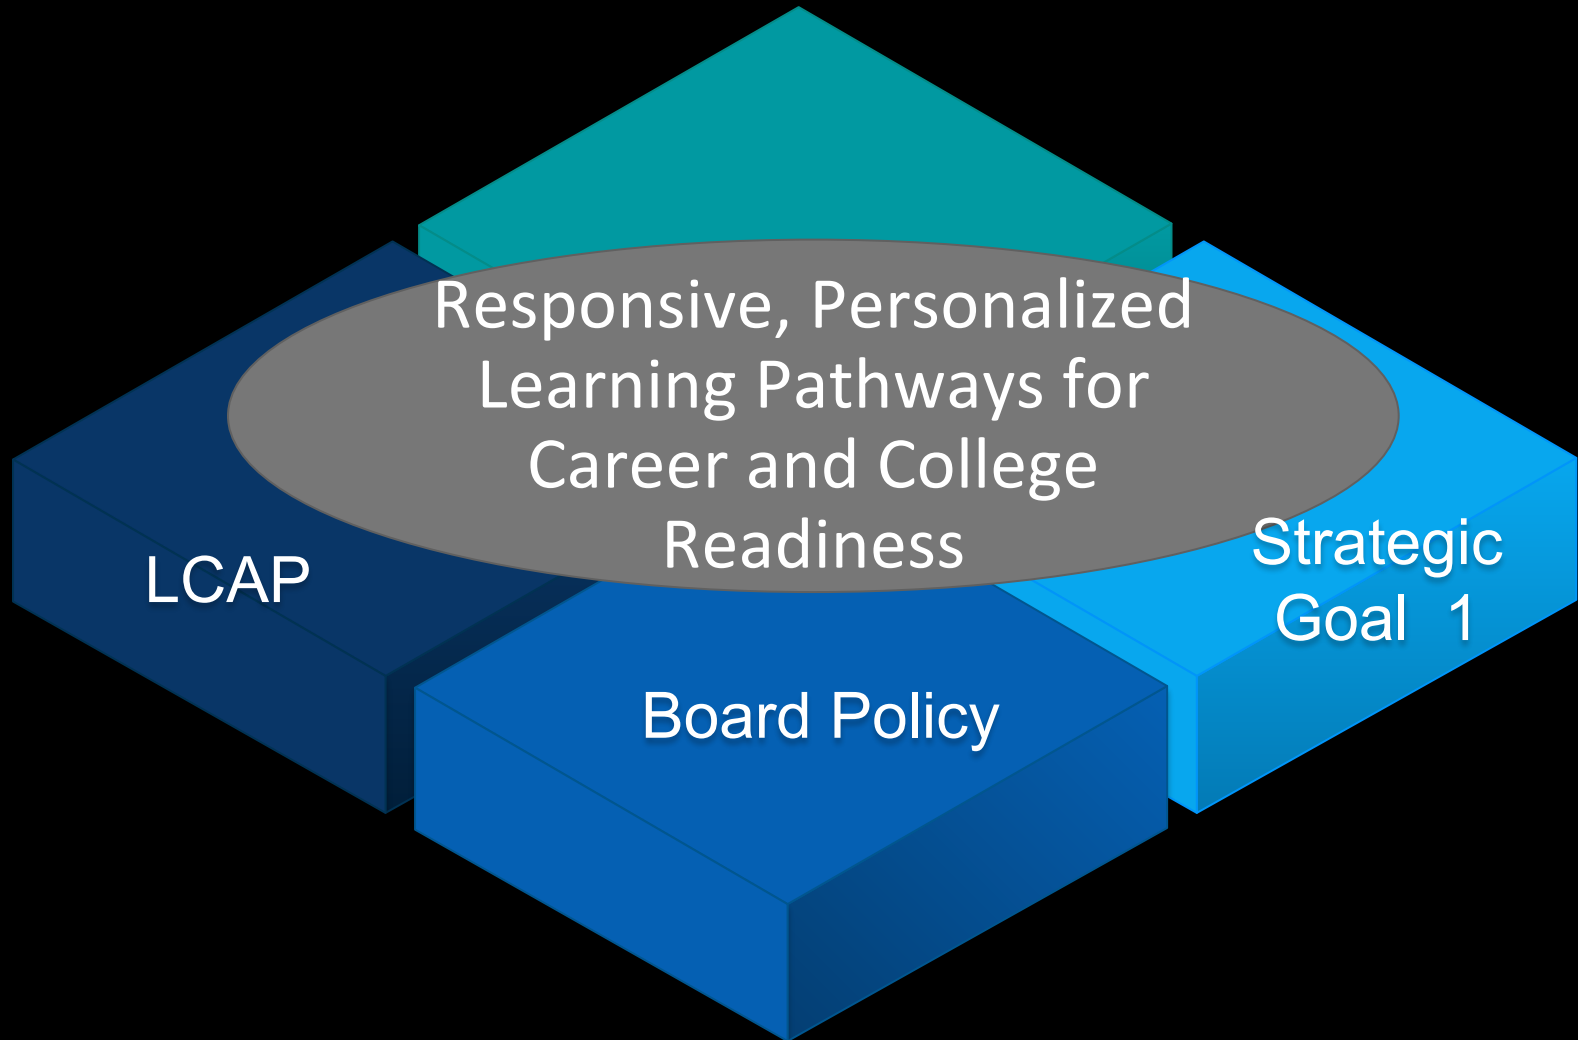 Responsive, Personalized
Learning Pathways for
Career and College
Readiness
LCAP
Strategic
Goal 1
Board Policy